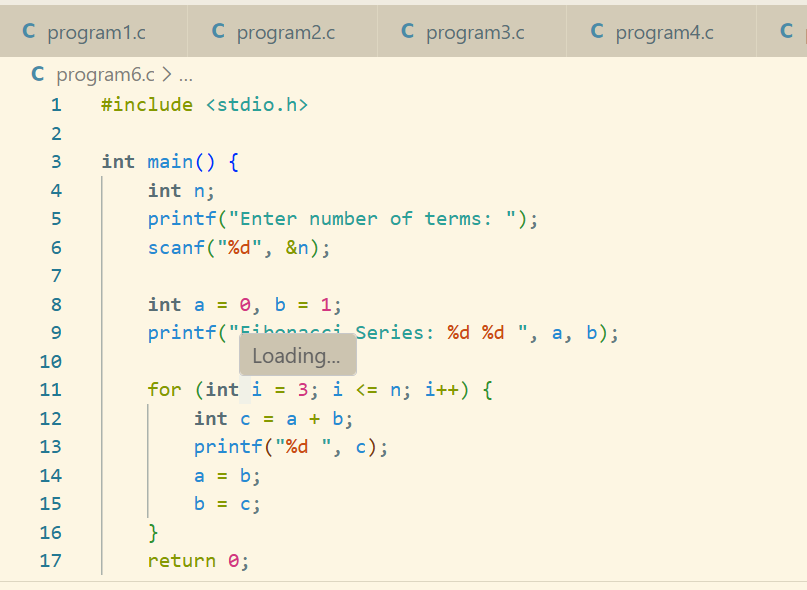 C program1.c C program2.c C program3.c C program4.c C
C program6.c > ...
1 #include <stdio.h>
2
3 int main() {
4 int n;
5 printf("Enter number of terms: ");
6 scanf("%d", &n);
7
8 int a = 0, b = 1;
9 printf("Fibonacci Series: %d %d ", a, b);
Loading...
10
11 for (int i = 3; i <= n; i++) {
12 int c = a + b;
13 printf("%d ", c);
14 a = b;
15 b = c;
16 }
17 return 0;